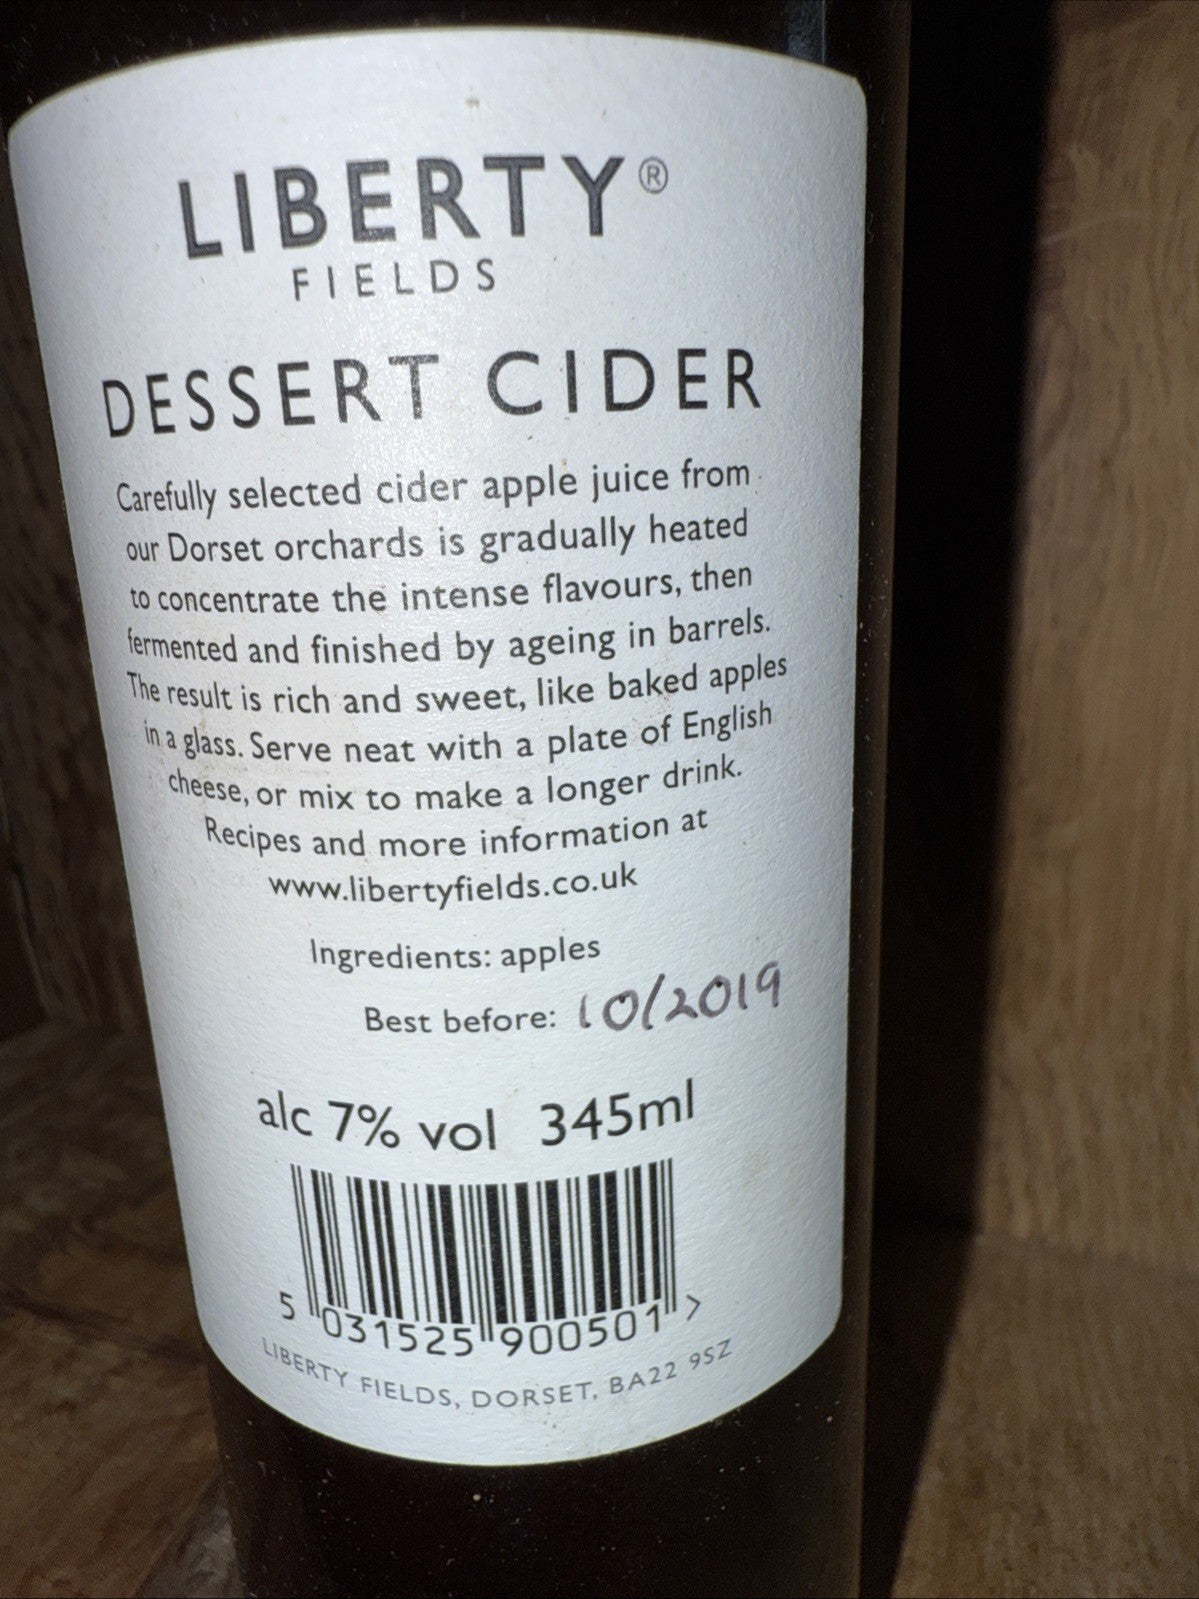 LIBERTY®
FIELDS
DESSERT CIDER
Carefully selected cider apple juice from
our Dorset orchards is gradually heated
to concentrate the intense flavours, then
fermented and finished by ageing in barrels.
The result is rich and sweet, like baked apples
in a glass. Serve neat with a plate of English
cheese, or mix to make a longer drink.
Recipes and more information at
www.libertyfields.co.uk
Ingredients: apples
Best before: 10/2019
alc 7% vol 345ml
5 031525 900501 >
LIBERTY FIELDS, DORSET, BA22 9SZ